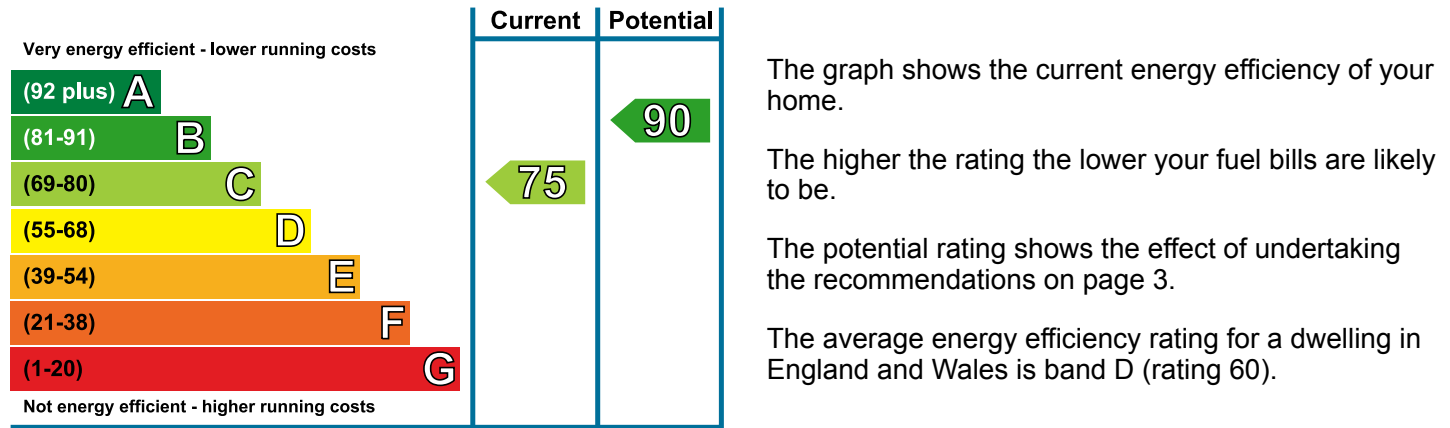 Current Potential
Very energy efficient - lower running costs
(92 plus) A
90
(81-91) B
(69-80) C
75
(55-68) D
(39-54) E
(21-38) F
(1-20) G
Not energy efficient - higher running costs
The graph shows the current energy efficiency of your
home.
The higher the rating the lower your fuel bills are likely
to be.
The potential rating shows the effect of undertaking
the recommendations on page 3.
The average energy efficiency rating for a dwelling in
England and Wales is band D (rating 60).